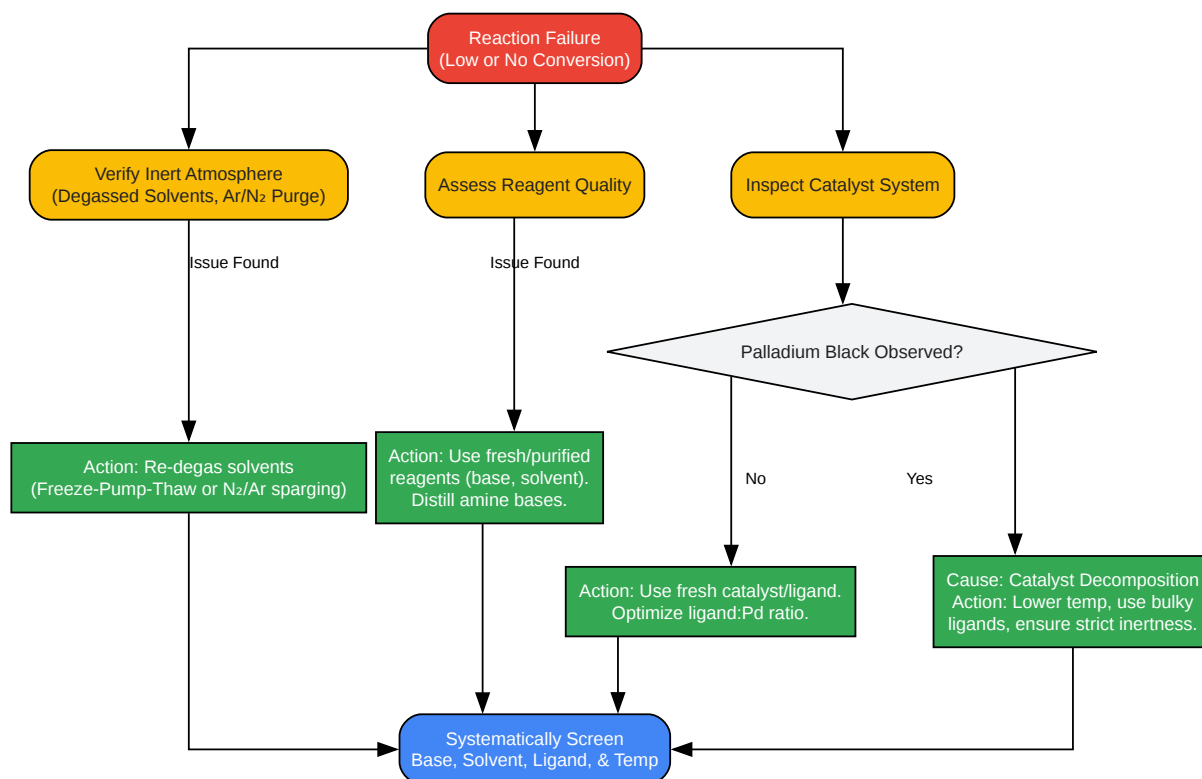 Reaction Failure
(Low or No Conversion)
Verify Inert Atmosphere
(Degassed Solvents, Ar/N₂ Purge)
Assess Reagent Quality
Inspect Catalyst System
Issue Found
Issue Found
Palladium Black Observed?
Action: Re-degas solvents
(Freeze-Pump-Thaw or N₂/Ar sparging)
Action: Use fresh/purified
reagents (base, solvent).
Distill amine bases.
No
Yes
Action: Use fresh catalyst/ligand.
Optimize ligand:Pd ratio.
Cause: Catalyst Decomposition
Action: Lower temp, use bulky
ligands, ensure strict inertness.
Systematically Screen
Base, Solvent, Ligand, & Temp